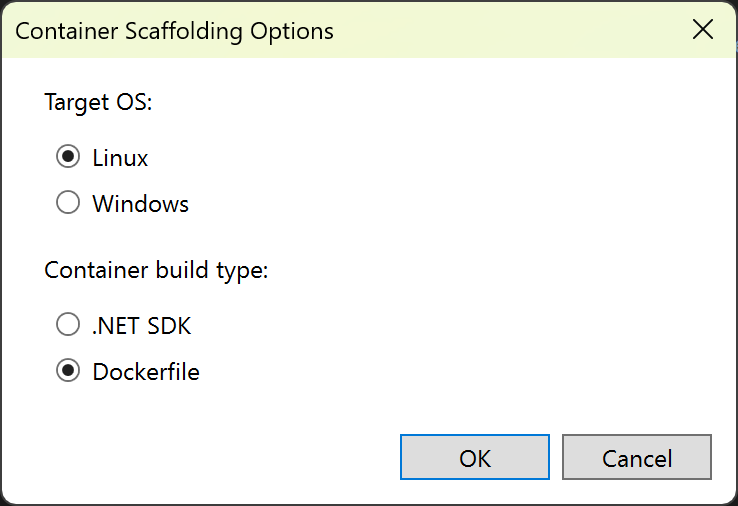 Container Scaffolding Options
Target OS:
Linux
Windows
Container build type:
.NET SDK
Dockerfile
OK
Cancel